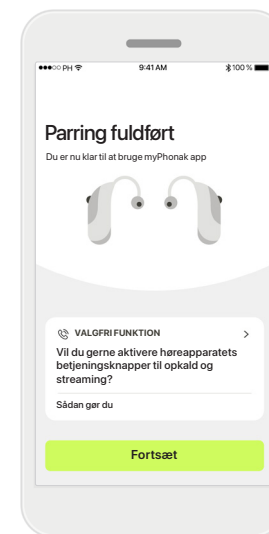 ●●●○○ PH 9:41 AM 100 %
Parring fuldført
Du er nu klar til at bruge myPhonak app
VALGFRI FUNKTION
Vil du gerne aktivere høreapparatets
betjeningsknapper til opkald og
streaming?
Sådan gør du
Fortsæt